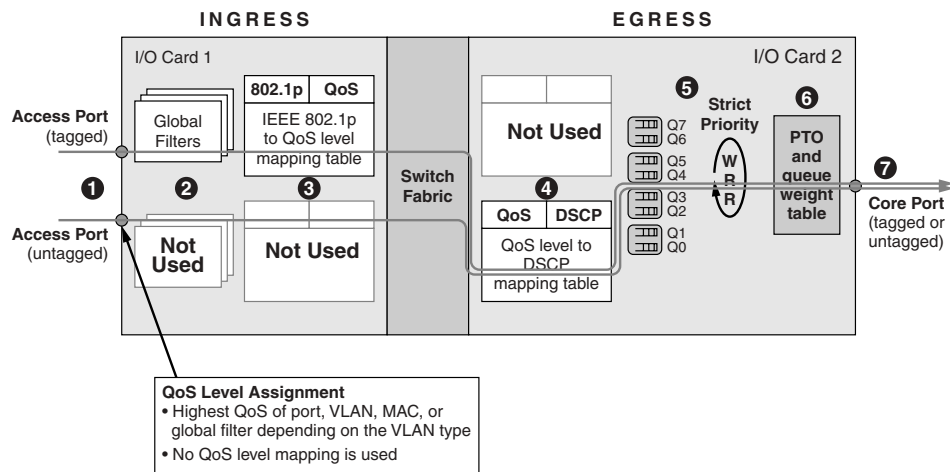 INGRESS
EGRESS
I/O Card 1
I/O Card 2
Access Port
(tagged)
Global
Filters
802.1p
QoS
IEEE 802.1p
to QoS level
mapping table
1
2
3
Access Port
(untagged)
Not
Used
Not Used
Switch
Fabric
Not Used
4
QoS
DSCP
QoS level to
DSCP
mapping table
5
Q7
Q6
Q5
Q4
Q3
Q2
Q1
Q0
Strict
Priority
W
R
R
6
PTO
and
queue
weight
table
7
Core Port
(tagged or
untagged)
QoS Level Assignment
• Highest QoS of port, VLAN, MAC, or
global filter depending on the VLAN type
• No QoS level mapping is used